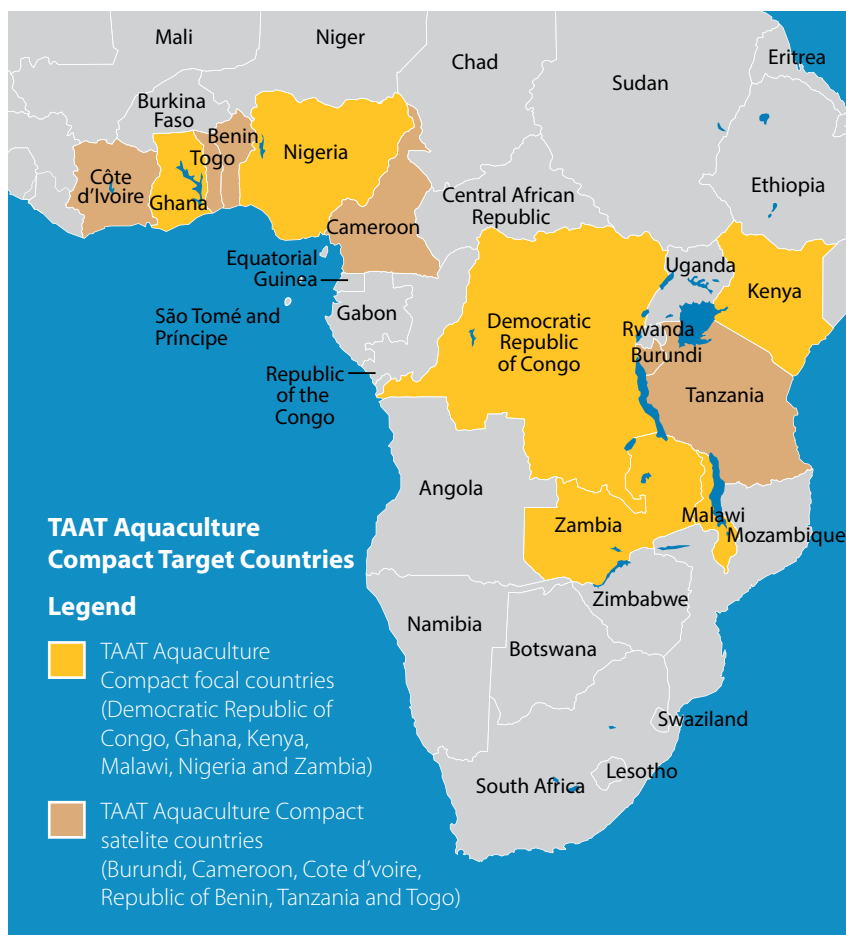 Mali
Niger
Chad
Sudan
Eritrea
Burkina
Faso
Benin
Togo
Nigeria
Côte
d'Ivoire
Ghana
Central African
Republic
Ethiopia
Cameroon
Equatorial
Guinea
Uganda
Kenya
São Tomé and
Príncipe
Gabon
Democratic
Republic
of Congo
Rwanda
Burundi
Republic
of the
Congo
Tanzania
Angola
Zambia
Malawi
Mozambique
TAAT Aquaculture
Compact Target Countries
Zimbabwe
Legend
Namibia
Botswana
TAAT Aquaculture
Compact focal countries
(Democratic Republic of
Congo, Ghana, Kenya,
Malawi, Nigeria and Zambia)
Swaziland
Lesotho
South Africa
TAAT Aquaculture Compact
satelite countries
(Burundi, Cameroon, Cote d'voire,
Republic of Benin, Tanzania and Togo)